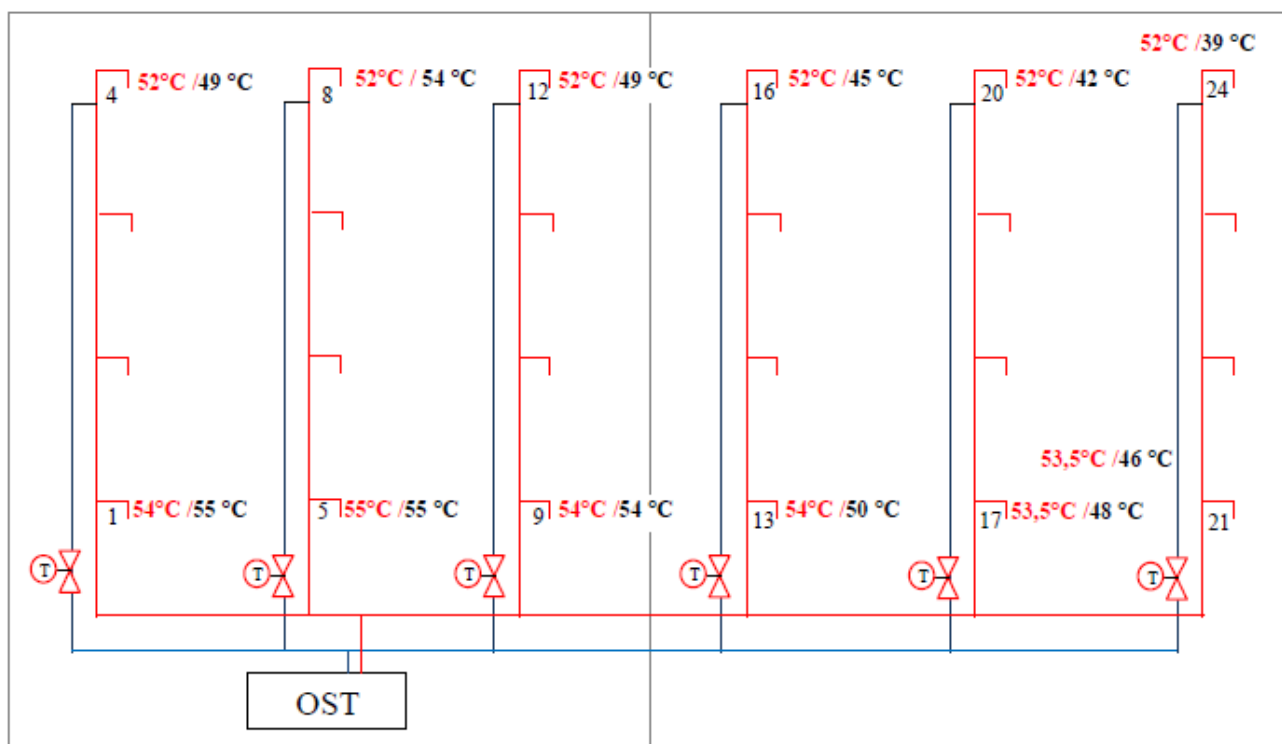 52°C /39 °C
4 52°C /49 °C
8 52°C / 54 °C
12 52°C /49 °C
16 52°C /45 °C
20 52°C /42 °C
24
53,5°C /46 °C
1 54°C /55 °C
5 55°C /55 °C
9 54°C /54 °C
13 54°C /50 °C
17 53,5°C /48 °C
21
T
T
T
T
T
T
OST